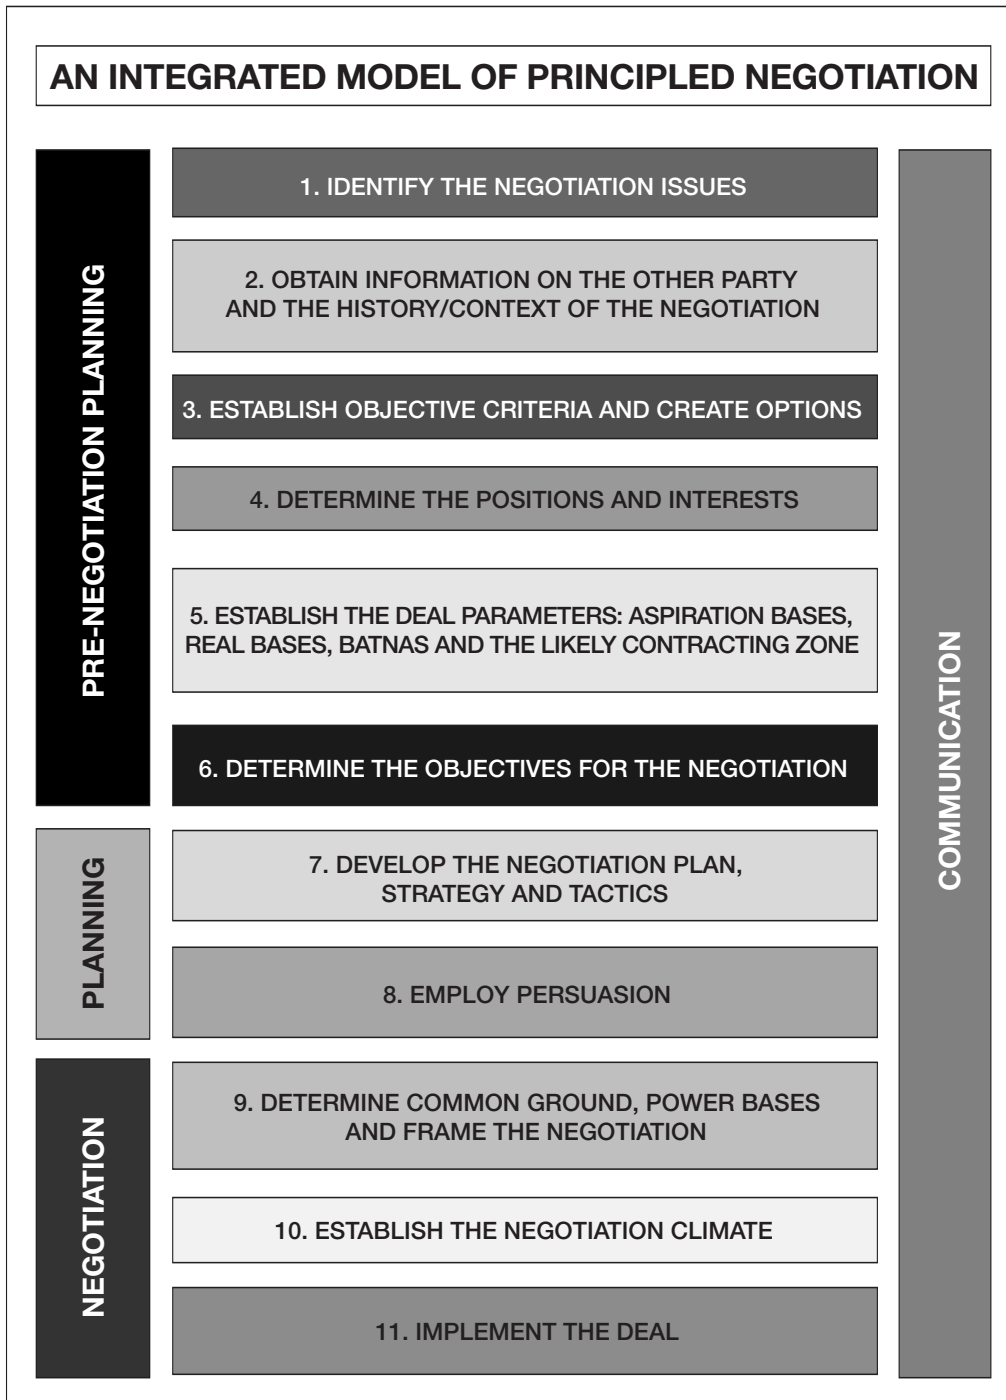 AN INTEGRATED MODEL OF PRINCIPLED NEGOTIATION
PRE-NEGOTIATION PLANNING
1. IDENTIFY THE NEGOTIATION ISSUES
2. OBTAIN INFORMATION ON THE OTHER PARTY
AND THE HISTORY/CONTEXT OF THE NEGOTIATION
3. ESTABLISH OBJECTIVE CRITERIA AND CREATE OPTIONS
4. DETERMINE THE POSITIONS AND INTERESTS
5. ESTABLISH THE DEAL PARAMETERS: ASPIRATION BASES,
REAL BASES, BATNAS AND THE LIKELY CONTRACTING ZONE
6. DETERMINE THE OBJECTIVES FOR THE NEGOTIATION
PLANNING
7. DEVELOP THE NEGOTIATION PLAN,
STRATEGY AND TACTICS
8. EMPLOY PERSUASION
NEGOTIATION
9. DETERMINE COMMON GROUND, POWER BASES
AND FRAME THE NEGOTIATION
10. ESTABLISH THE NEGOTIATION CLIMATE
11. IMPLEMENT THE DEAL
COMMUNICATION